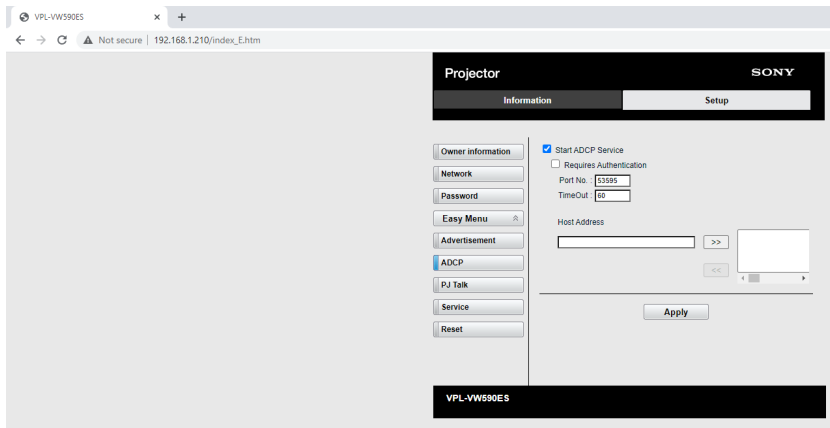 VPL-VW590ES
Not secure | 192.168.1.210/index_E.htm
Projector SONY
Information Setup
Owner information
Network
Password
Easy Menu
Advertisement
ADCP
PJ Talk
Service
Reset
Start ADCP Service
Requires Authentication
Port No. : 53595
TimeOut : 60
Host Address
>>
<<
Apply
VPL-VW590ES